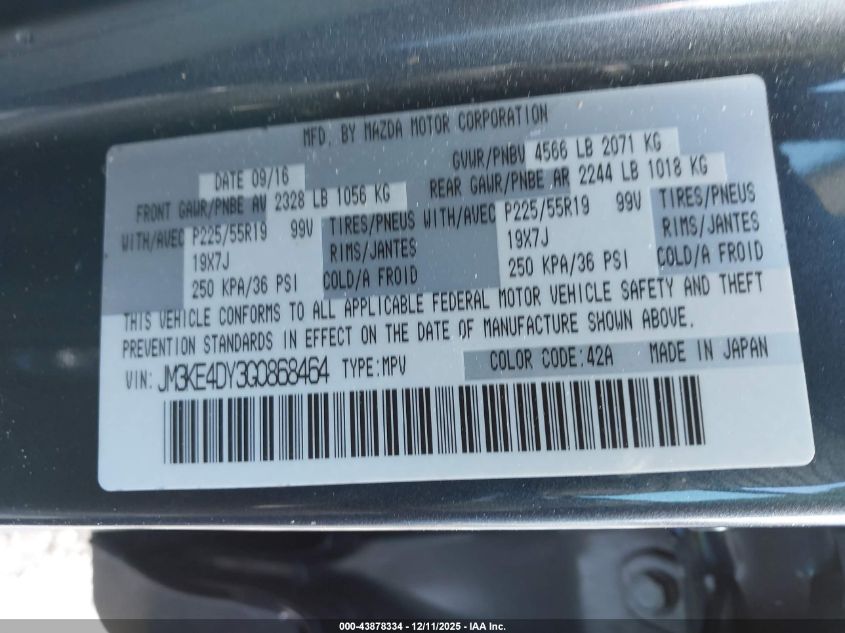 MFD. BY MAZDA MOTOR CORPORATION
DATE 09/16 GVWR/PNBV 4566 LB 2071 KG
FRONT GAWR/PNBE AV 2328 LB 1056 KG REAR GAWR/PNBE AR 2244 LB 1018 KG
WITH/AVEC P225/55R19 99V TIRES/PNEUS WITH/AVEC P225/55R19 99V TIRES/PNEUS
19X7J RIMS/JANTES 19X7J RIMS/JANTES
250 KPA/36 PSI COLD/A FROID 250 KPA/36 PSI COLD/A FROID
THIS VEHICLE CONFORMS TO ALL APPLICABLE FEDERAL MOTOR VEHICLE SAFETY AND THEFT
PREVENTION STANDARDS IN EFFECT ON THE DATE OF MANUFACTURE SHOWN ABOVE.
VIN: JM3KE4DY3G0868464 TYPE:MPV COLOR CODE:42A MADE IN JAPAN
000-43878334 - 12/11/2025 - IAA Inc.